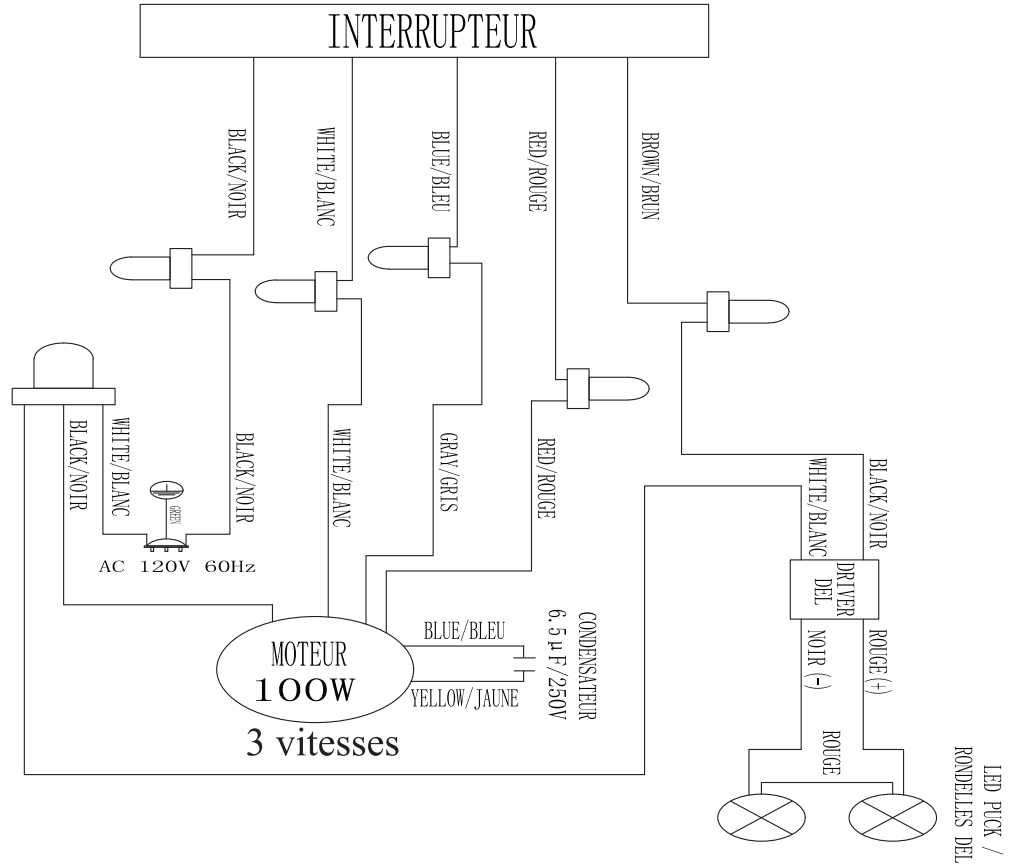 INTERRUPTEUR
BLACK/NOIR
WHITE/BLANC
BLUE/BLEU
RED/ROUGE
BROWN/BRUN
BLACK/NOIR
WHITE/BLANC
GREEN
BLACK/NOIR
WHITE/BLANC
GRAY/GRIS
RED/ROUGE
WHITE/BLANC
BLACK/NOIR
AC 120V 60Hz
DRIVER
DEL
MOTEUR
100W
3 vitesses
BLUE/BLEU
YELLOW/JAUNE
CONDENSATEUR
6.5μF/250V
NOIR(-)
ROUGE(+)
ROUGE
LED PUCK /
RONDELLES DEL